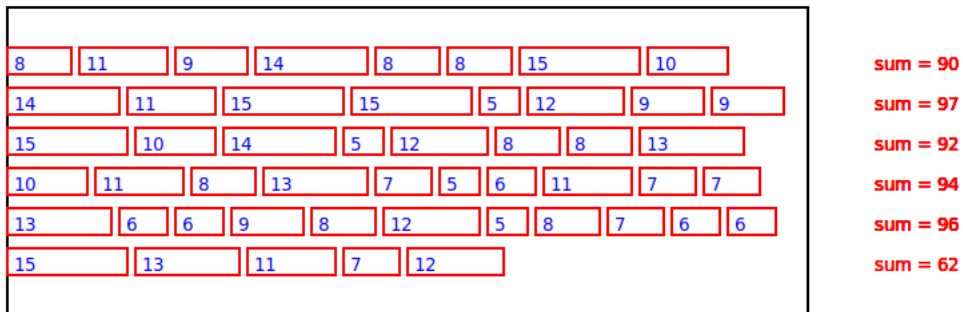 8 11 9 14 8 8 15 10 sum = 90
14 11 15 15 5 12 9 9 sum = 97
15 10 14 5 12 8 8 13 sum = 92
10 11 8 13 7 5 6 11 7 7 sum = 94
13 6 6 9 8 12 5 8 7 6 6 sum = 96
15 13 11 7 12 sum = 62